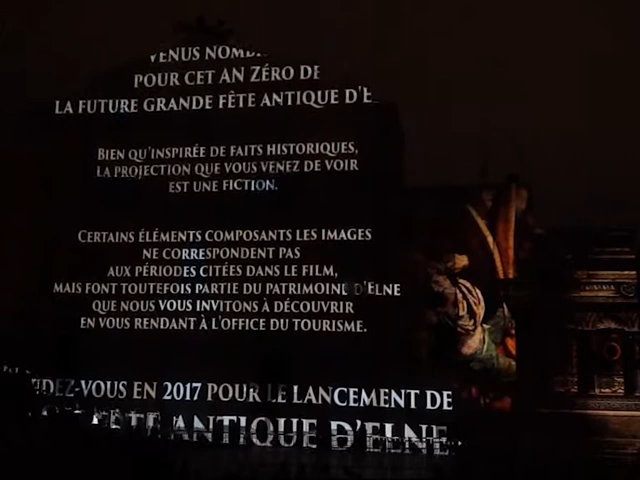 VENUS
POUR CET AN ZÉRO DE
LA FUTURE GRANDE FÊTE ANTIQUE D'E
BIEN QU'INSPIRÉE DE FAITS HISTORIQUES,
LA PROJECTION QUE VOUS VENEZ DE VOIR
EST UNE FICTION.
CERTAINS ÉLÉMENTS COMPOSANTS LES IMAGES
NE CORRESPONDENT PAS
AUX PÉRIODES CITÉES DANS LE FILM,
MAIS FONT TOUTEFOIS PARTIE DU PATRIMOINE D'ELNE
QUE NOUS VOUS INVITONS À DÉCOUVRIR
EN VOUS RENDANT À L'OFFICE DU TOURISME.
DEZ-VOUS EN 2017 POUR LE LANCEMENT DE
FÊTE ANTIQUE D'ELNE